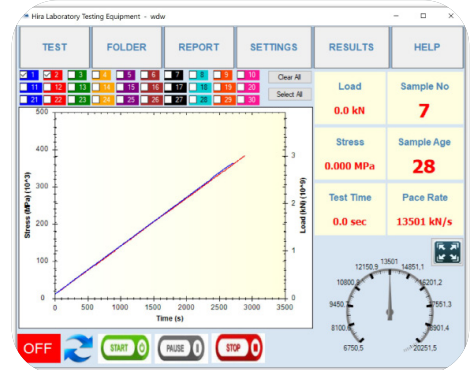 Hira Laboratory Testing Equipment - wdw
TEST FOLDER REPORT SETTINGS RESULTS HELP
1 2 3 4 5 6 7 8 9 10 Clear All
11 12 13 14 15 16 17 18 19 20 Select All
21 22 23 24 25 26 27 28 29 30
Load
0.0 kN
Sample No
7
Stress
0.000 MPa
Sample Age
28
Test Time
0.0 sec
Pace Rate
13501 kN/s
Stress (MPa) (10^3)
500
400
300
200
100
0
Load (kN) (10^9)
3
2
1
0
0 500 1000 1500 2000 2500 3000 3500
Time (s)
13501
12150,9 14851,1
10800, 16201,2
9450, 7551,3
8100, 8901,4
6750,5 20251,5
OFF START PAUSE STOP